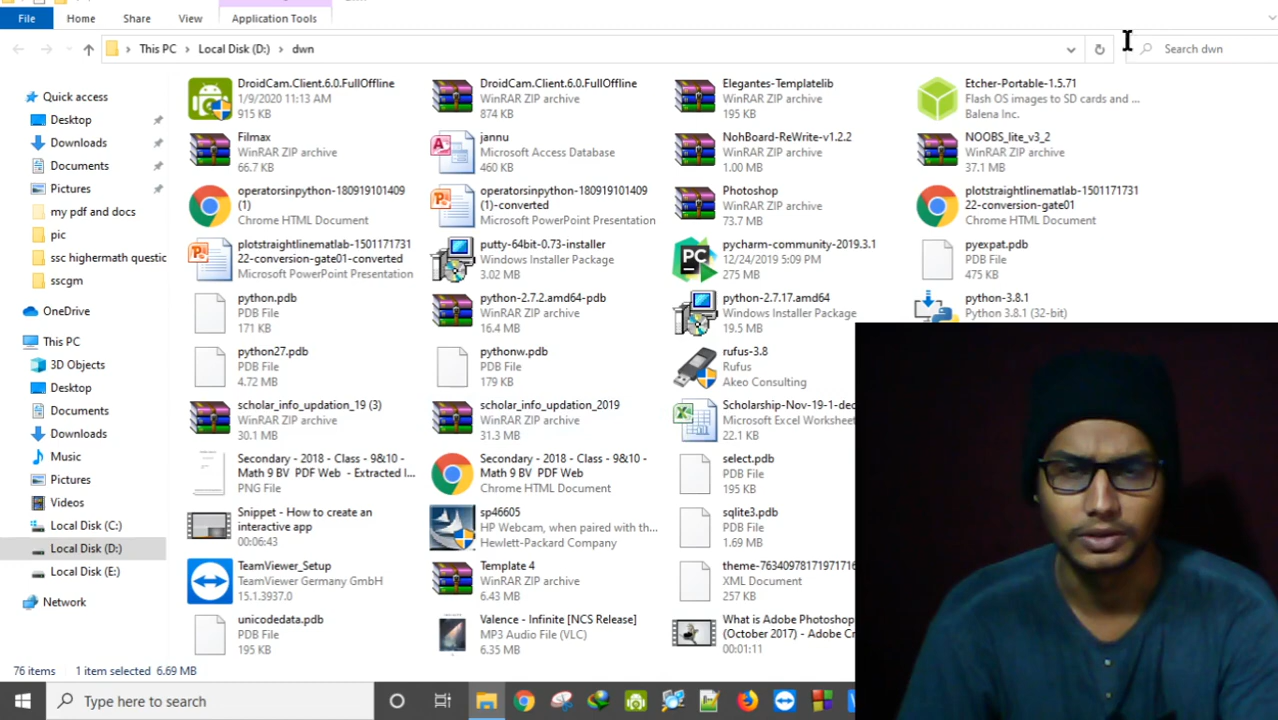 File
Home
Share
View
Application Tools
This PC
Local Disk (D:)
dwn
Search dwn
Quick access
Desktop
Downloads
Documents
Pictures
my pdf and docs
pic
ssc highermath questic
sscgm
OneDrive
This PC
3D Objects
Desktop
Documents
Downloads
Music
Pictures
Videos
Local Disk (C:)
Local Disk (D:)
Local Disk (E:)
Network
DroidCam.Client.6.0.FullOffline
1/9/2020 11:13 AM
915 KB
DroidCam.Client.6.0.FullOffline
WinRAR ZIP archive
874 KB
Elegantes-Templatelib
WinRAR ZIP archive
195 KB
Etcher-Portable-1.5.71
Flash OS images to SD cards and ...
Balena Inc.
Filmax
WinRAR ZIP archive
66.7 KB
jannu
Microsoft Access Database
460 KB
NohBoard-ReWrite-v1.2.2
WinRAR ZIP archive
1.00 MB
NOOBS_lite_v3_2
WinRAR ZIP archive
37.1 MB
operatorsinpython-180919101409
(1)
Chrome HTML Document
operatorsinpython-180919101409
(1)-converted
Microsoft PowerPoint Presentation
Photoshop
WinRAR ZIP archive
73.7 MB
plotstraightlinematlab-1501171731
22-conversion-gate01
Chrome HTML Document
plotstraightlinematlab-1501171731
22-conversion-gate01-converted
Microsoft PowerPoint Presentation
putty-64bit-0.73-installer
Windows Installer Package
3.02 MB
pycharm-community-2019.3.1
12/24/2019 5:09 PM
275 MB
pyexpat.pdb
PDB File
475 KB
python.pdb
PDB File
171 KB
python-2.7.2.amd64-pdb
WinRAR ZIP archive
16.4 MB
python-2.7.17.amd64
Windows Installer Package
19.5 MB
python-3.8.1
Python 3.8.1 (32-bit)
python27.pdb
PDB File
4.72 MB
pythonw.pdb
PDB File
179 KB
rufus-3.8
Rufus
Akeo Consulting
scholar_info_updation_19 (3)
WinRAR ZIP archive
30.1 MB
scholar_info_updation_2019
WinRAR ZIP archive
31.3 MB
Scholarship-Nov-19-1-dec
Microsoft Excel Worksheet
22.1 KB
Secondary - 2018 - Class - 9&10 -
Math 9 BV PDF Web - Extracted I...
PNG File
Secondary - 2018 - Class - 9&10 -
Math 9 BV PDF Web
Chrome HTML Document
select.pdb
PDB File
195 KB
Snippet - How to create an
interactive app
00:06:43
sp46605
HP Webcam, when paired with th...
Hewlett-Packard Company
sqlite3.pdb
PDB File
1.69 MB
TeamViewer_Setup
TeamViewer Germany GmbH
15.1.3937.0
Template 4
WinRAR ZIP archive
6.43 MB
theme-76340978171971716
XML Document
257 KB
unicodedata.pdb
PDB File
195 KB
Valence - Infinite [NCS Release]
MP3 Audio File (VLC)
6.35 MB
What is Adobe Photoshop
(October 2017) - Adobe Cr
00:01:11
76 items
1 item selected 6.69 MB
Type here to search